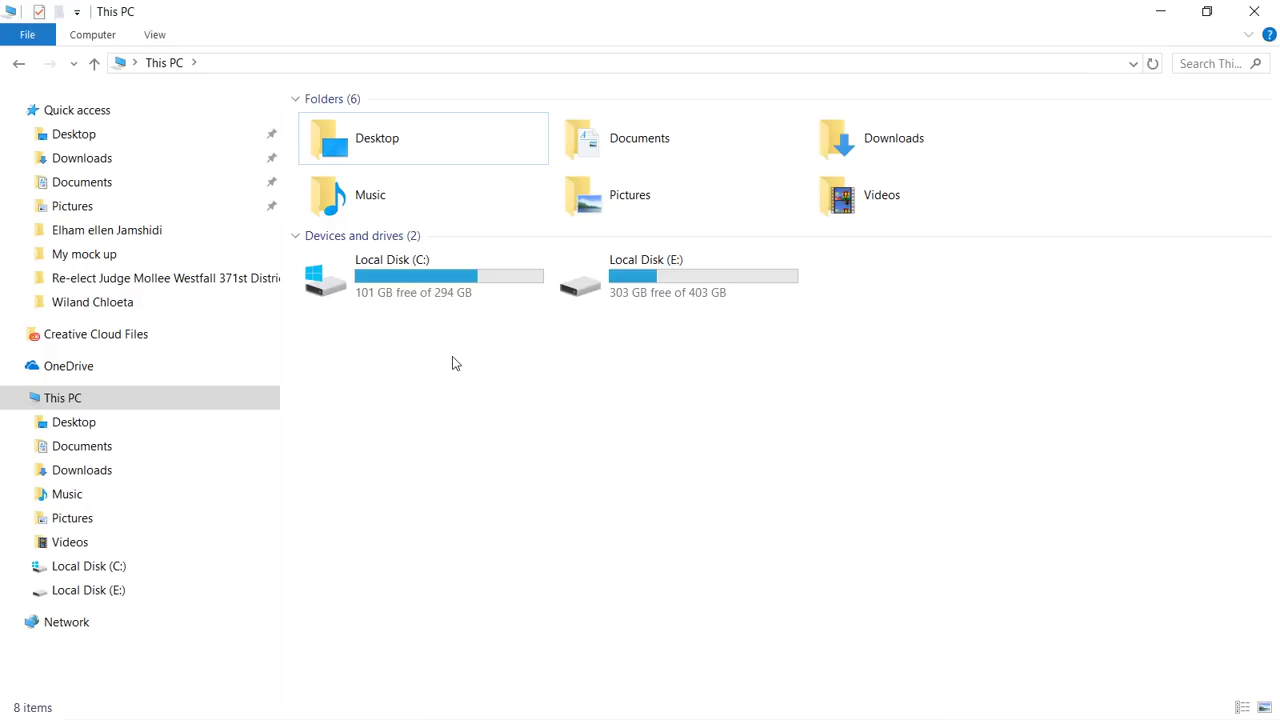 This PC
File Computer View
This PC
Search Thi...
Quick access
Desktop
Downloads
Documents
Pictures
Elham ellen Jamshidi
My mock up
Re-elect Judge Mollee Westfall 371st Distri
Wiland Chloeta
Creative Cloud Files
OneDrive
This PC
Desktop
Documents
Downloads
Music
Pictures
Videos
Local Disk (C:)
Local Disk (E:)
Network
Folders (6)
Desktop
Documents
Downloads
Music
Pictures
Videos
Devices and drives (2)
Local Disk (C:)
101 GB free of 294 GB
Local Disk (E:)
303 GB free of 403 GB
8 items